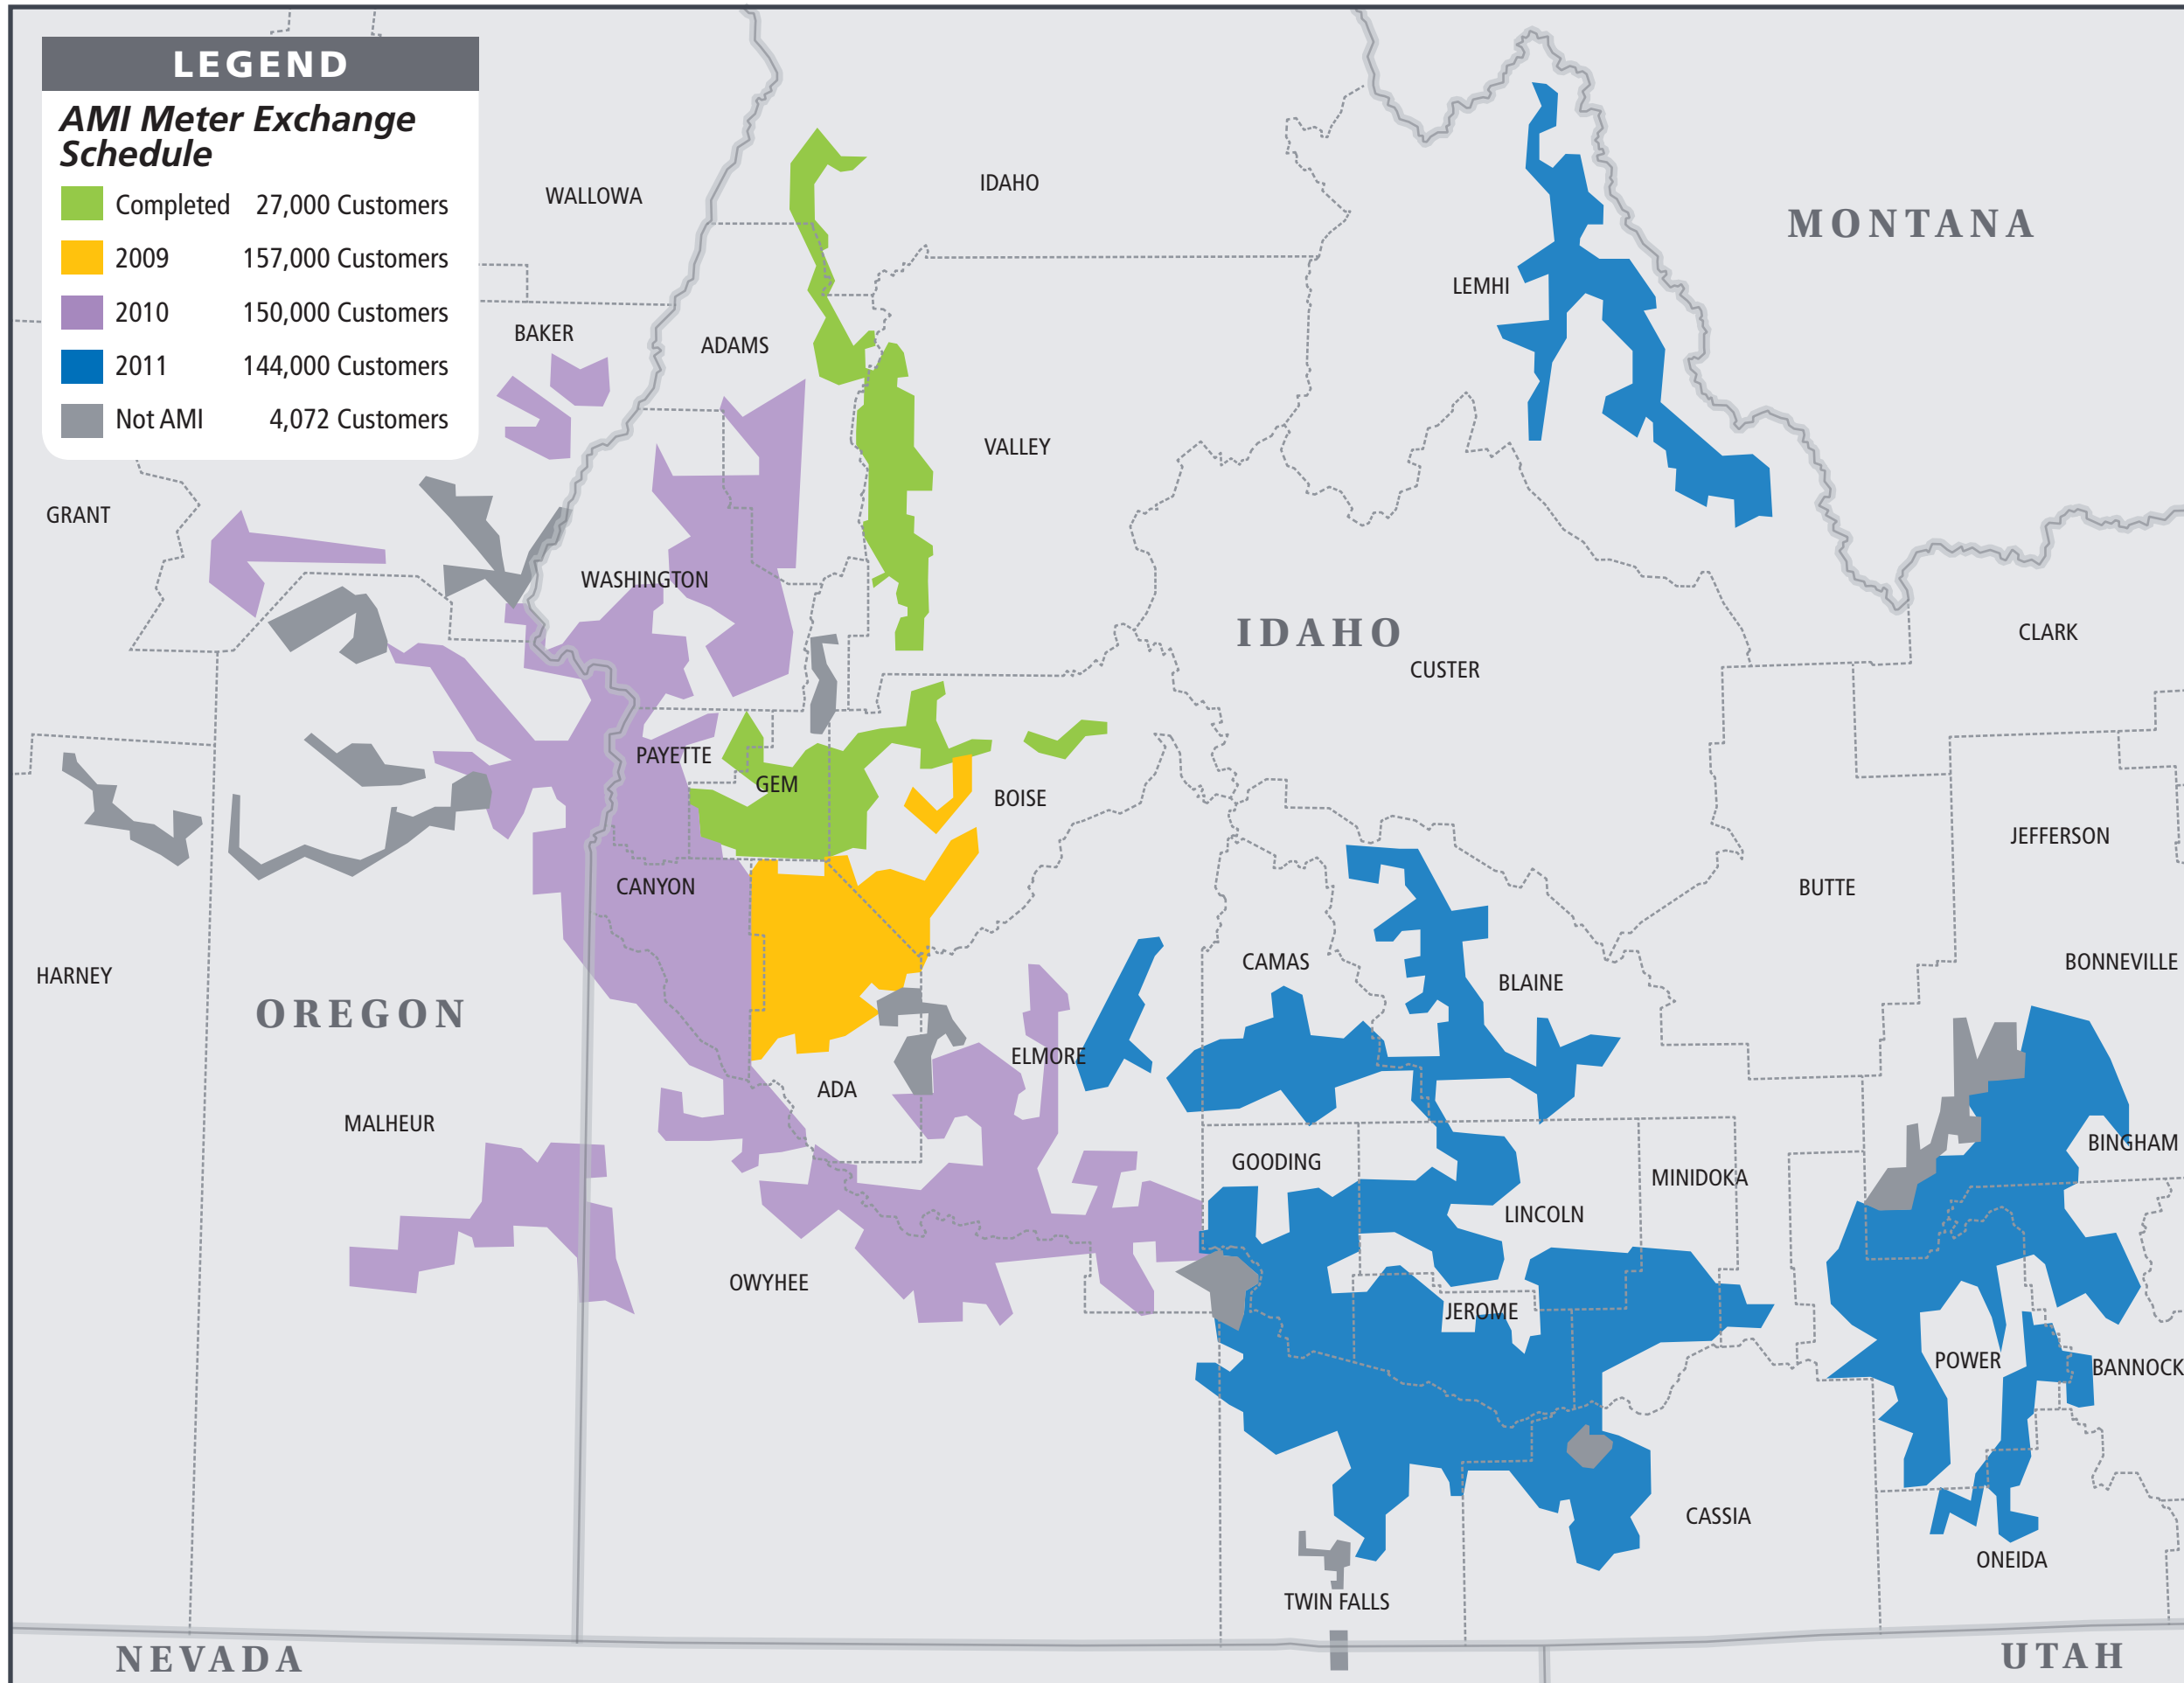 LEGEND
AMI Meter Exchange
Schedule
Completed 27,000 Customers
2009 157,000 Customers
2010 150,000 Customers
2011 144,000 Customers
Not AMI 4,072 Customers
WALLOWA
IDAHO
MONTANA
LEMHI
BAKER
ADAMS
VALLEY
GRANT
WASHINGTON
IDAHO
CLARK
CUSTER
PAYETTE
GEM
BOISE
JEFFERSON
CANYON
BUTTE
HARNEY
CAMAS
BONNEVILLE
BLAINE
OREGON
ELMORE
ADA
MALHEUR
BINGHAM
GOODING
MINIDOKA
LINCOLN
OWYHEE
JEROME
POWER
BANNOCK
CASSIA
ONEIDA
TWIN FALLS
NEVADA
UTAH